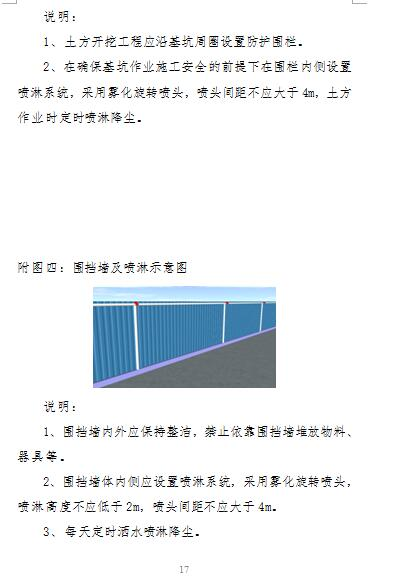 说明：
1、土方开挖工程应沿基坑周围设置防护围栏。
2、在确保基坑作业施工安全的前提下在围栏内侧设置
喷淋系统，采用雾化旋转喷头，喷头间距不应大于4m，土方
作业时定时喷淋降尘。
附图四：围挡墙及喷淋示意图
说明：
1、围挡墙内外应保持整洁，禁止依靠围挡墙堆放物料、
器具等。
2、围挡墙体内侧应设置喷淋系统，采用雾化旋转喷头，
喷淋高度不应低于2m，喷头间距不应大于4m。
3、每天定时洒水喷淋降尘。
17